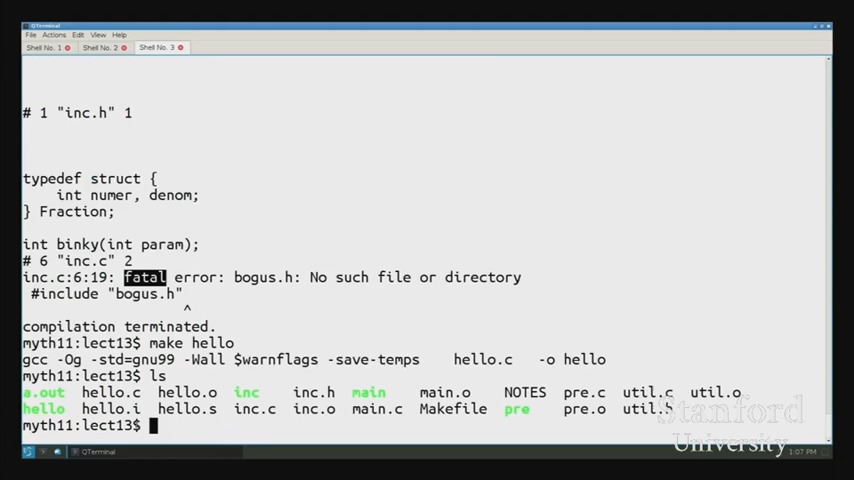 QTerminal
File Actions Edit View Help
Shell No. 1 Shell No. 2 Shell No. 3
# 1 "inc.h" 1
typedef struct {
int numer, denom;
} Fraction;
int binky(int param);
# 6 "inc.c" 2
inc.c:6:19: fatal error: bogus.h: No such file or directory
#include "bogus.h"
^
compilation terminated.
myth11:lect13$ make hello
gcc -Og -std=gnu99 -Wall $warnflags -save-temps hello.c -o hello
myth11:lect13$ ls
a.out hello.c hello.o inc inc.h main main.o NOTES pre.c util.c util.o
hello hello.i hello.s inc.c inc.o main.c Makefile pre pre.o util.h
myth11:lect13$
Stanford
University
QTerminal
1:07 PM